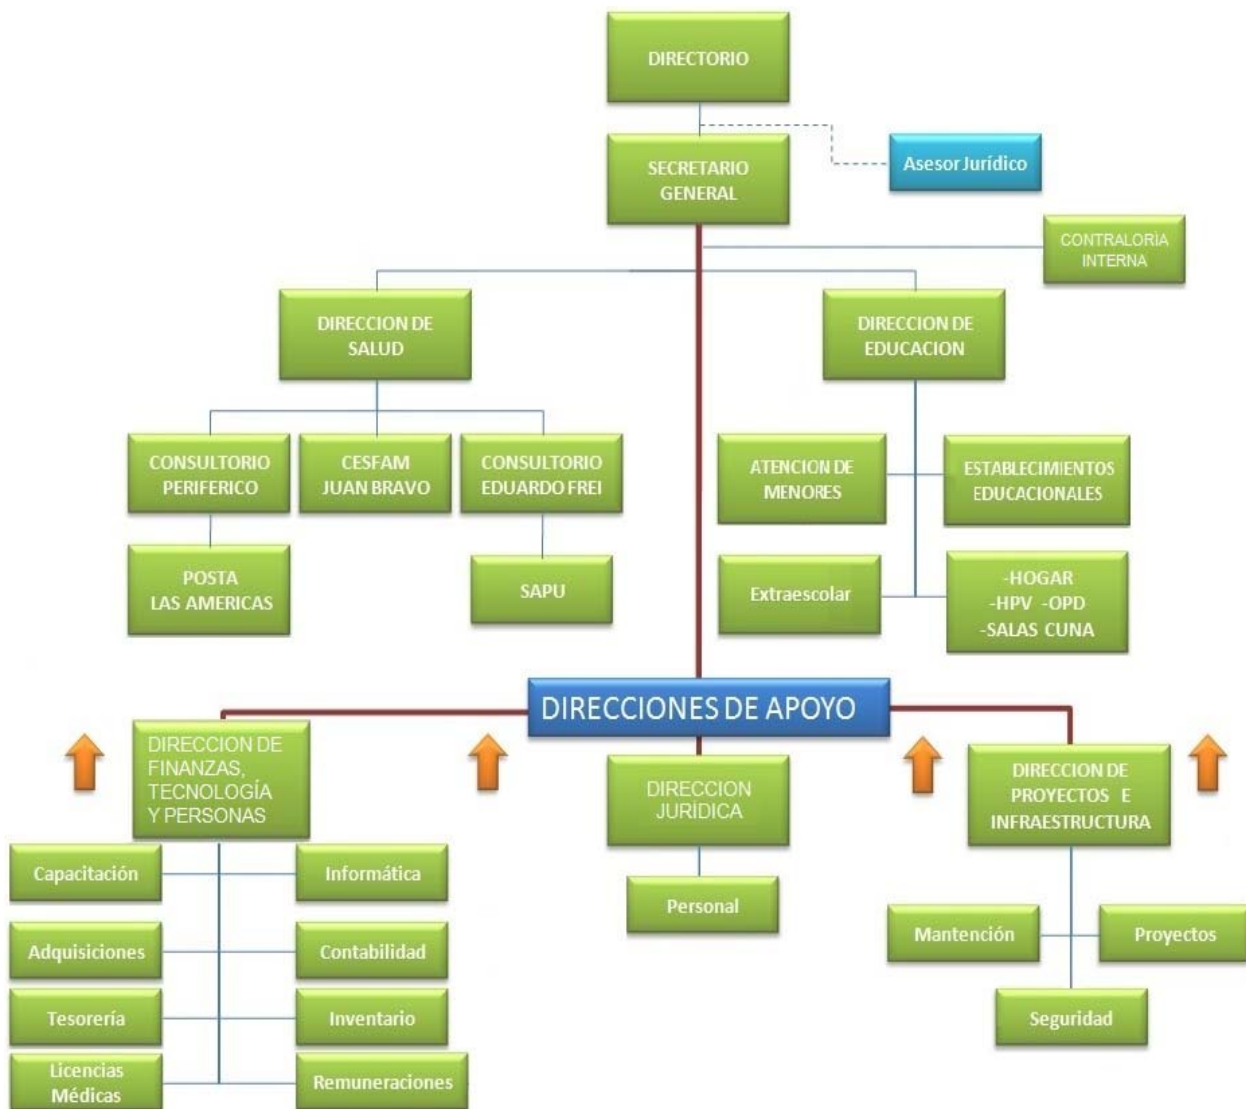 DIRECTORIO
SECRETARIO
GENERAL
Asesor Jurídico
CONTRALORÌA
INTERNA
DIRECCION DE
SALUD
DIRECCION DE
EDUCACION
CONSULTORIO
PERIFERICO
CESFAM
JUAN BRAVO
CONSULTORIO
EDUARDO FREI
ATENCION DE
MENORES
ESTABLECIMIENTOS
EDUCACIONALES
POSTA
LAS AMERICAS
SAPU
Extraescolar
-HOGAR
-HPV -OPD
-SALAS CUNA
DIRECCIONES DE APOYO
DIRECCION DE
FINANZAS,
TECNOLOGÍA
Y PERSONAS
DIRECCION
JURÍDICA
DIRECCION DE
PROYECTOS E
INFRAESTRUCTURA
Capacitación
Informática
Personal
Adquisiciones
Contabilidad
Mantención
Proyectos
Tesorería
Inventario
Seguridad
Licencias
Médicas
Remuneraciones